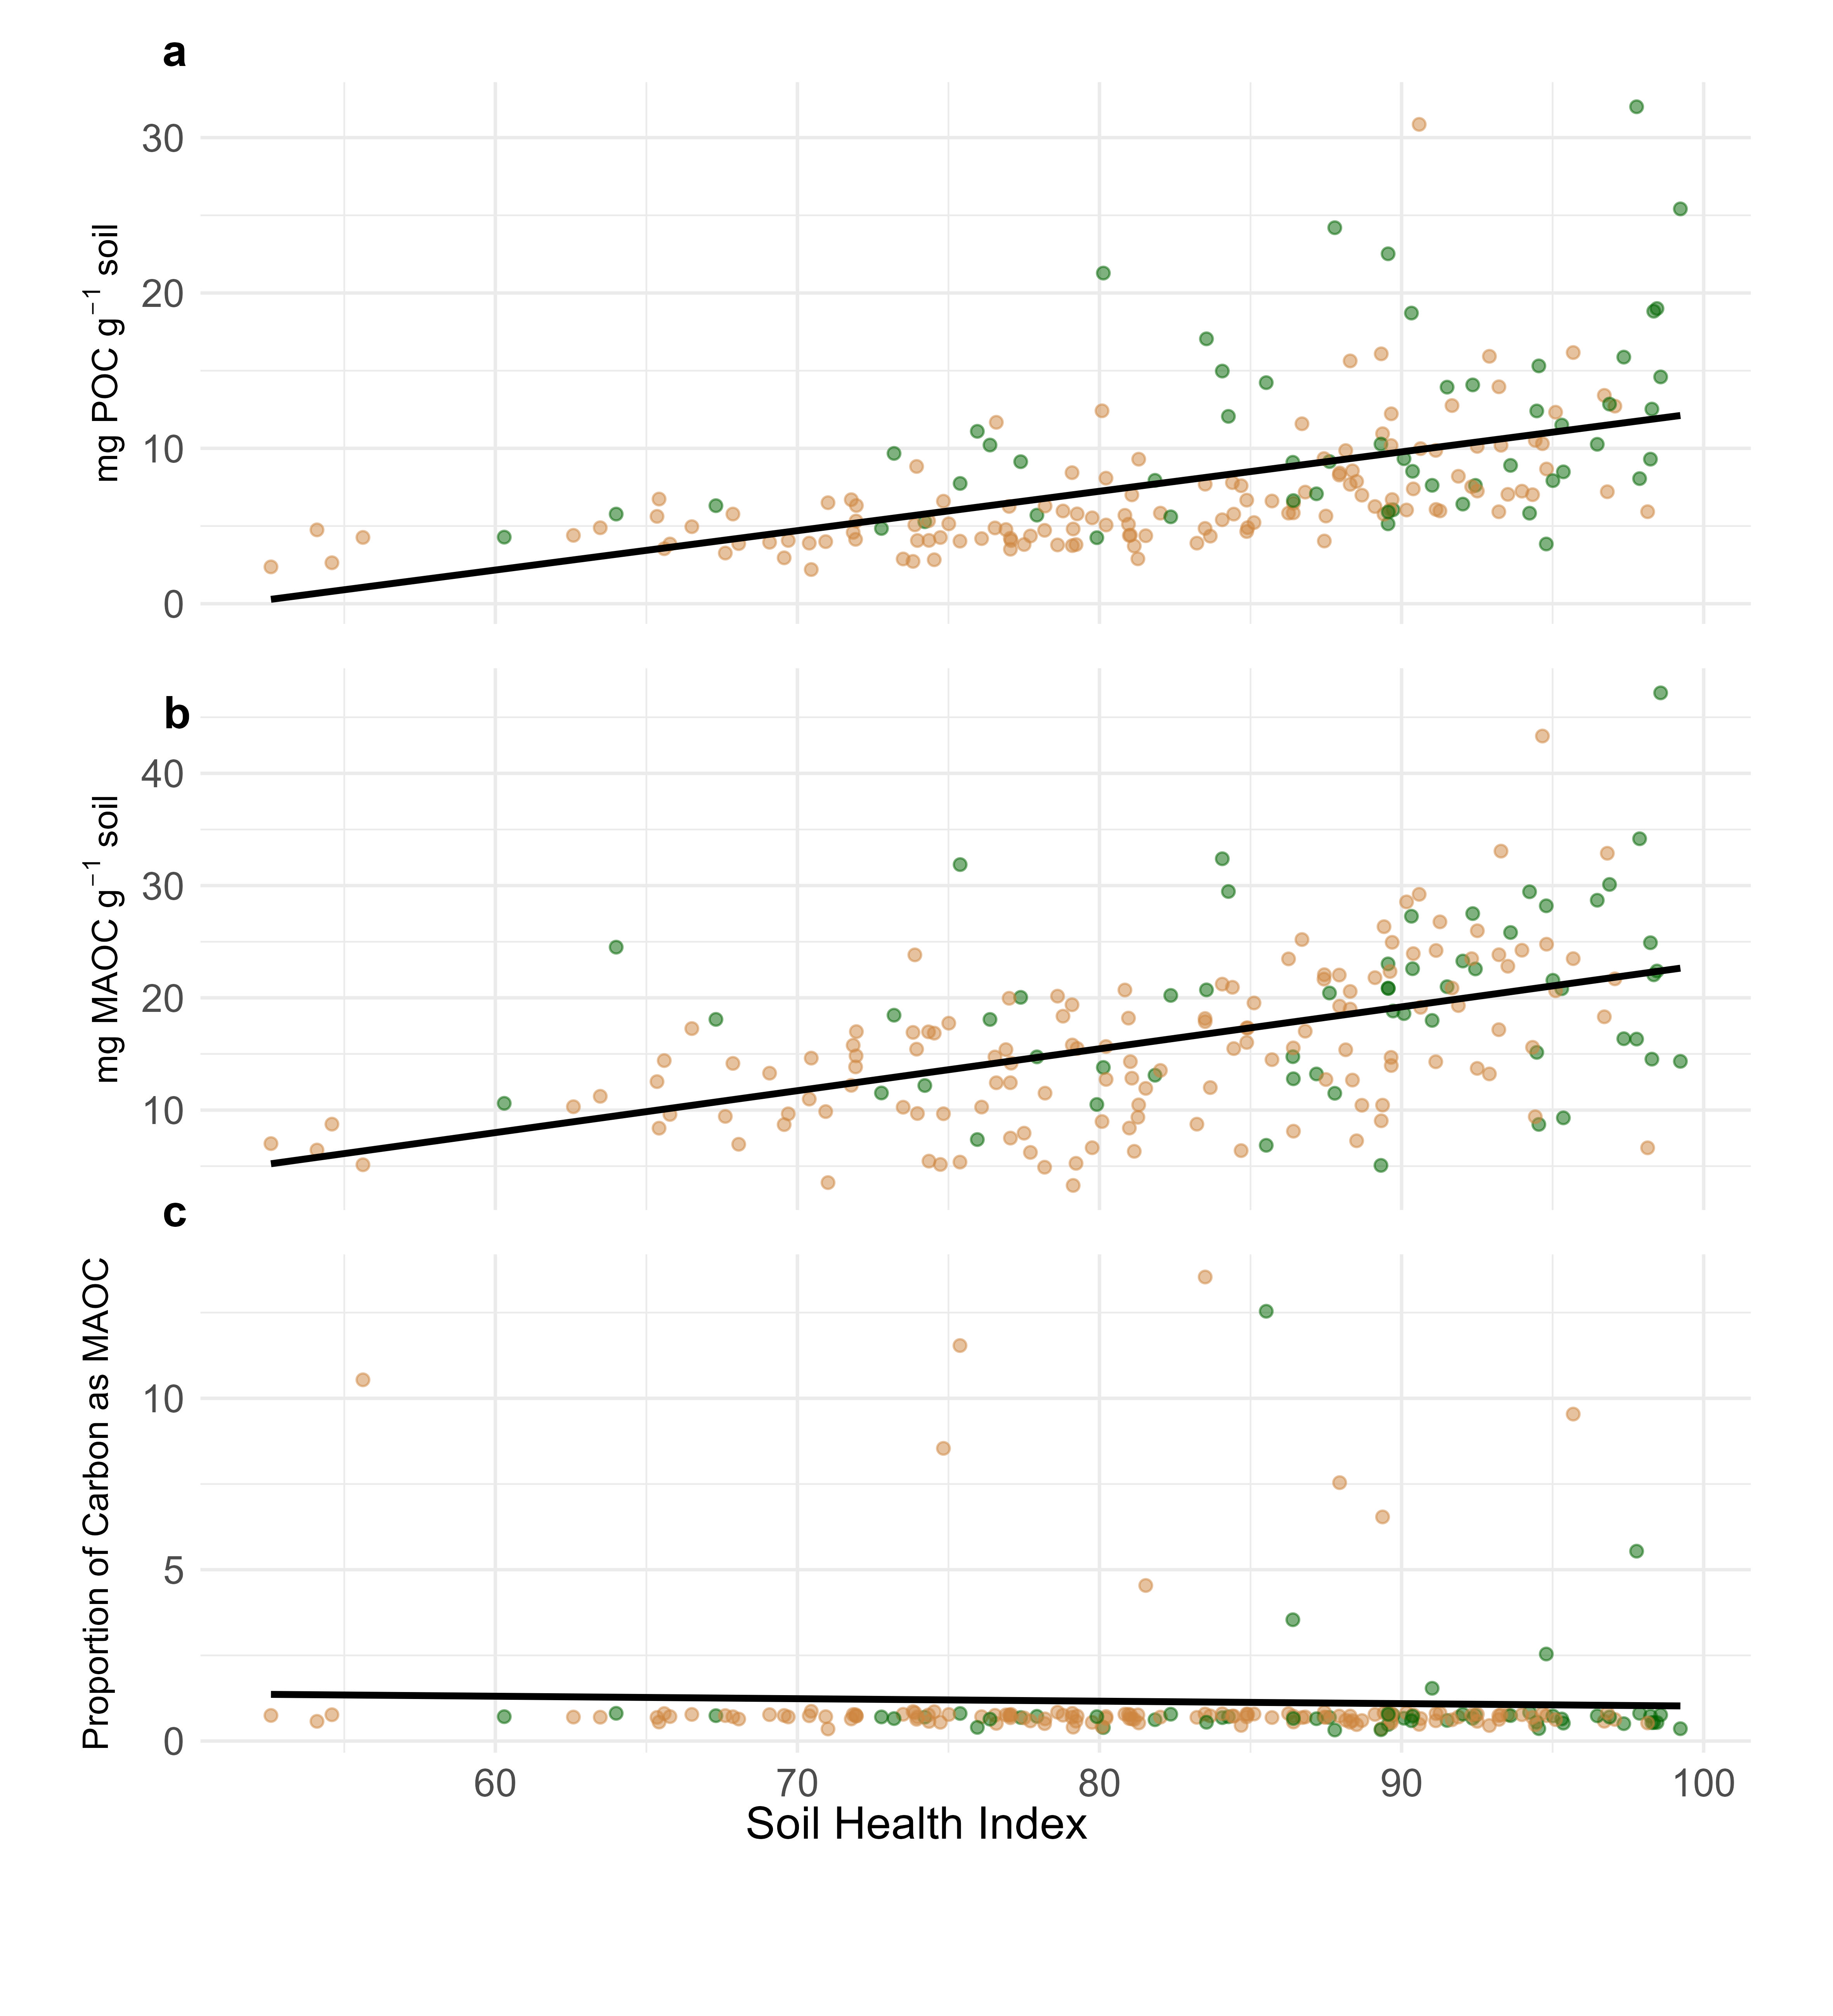 a
mg POC g⁻¹ soil
30
20
10
0
b
mg MAOC g⁻¹ soil
40
30
20
10
c
Proportion of Carbon as MAOC
10
5
0
60 70 80 90 100
Soil Health Index